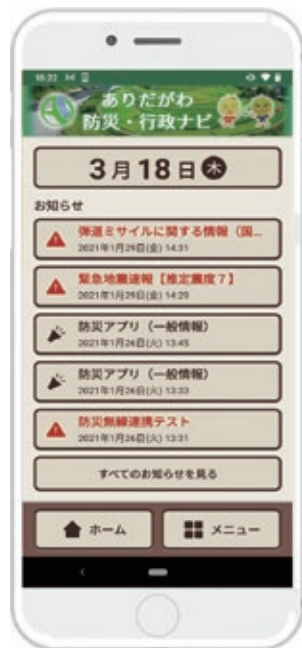 18:22
ありだがわ
防災・行政ナビ
3月18日 木
お知らせ
弾道ミサイルに関する情報（国...
2021年1月29日(金) 14:31
緊急地震速報【推定震度7】
2021年1月29日(金) 14:29
防災アプリ（一般情報）
2021年1月26日(火) 13:45
防災アプリ（一般情報）
2021年1月26日(火) 13:33
防災無線連携テスト
2021年1月26日(火) 13:31
すべてのお知らせを見る
ホーム
メニュー